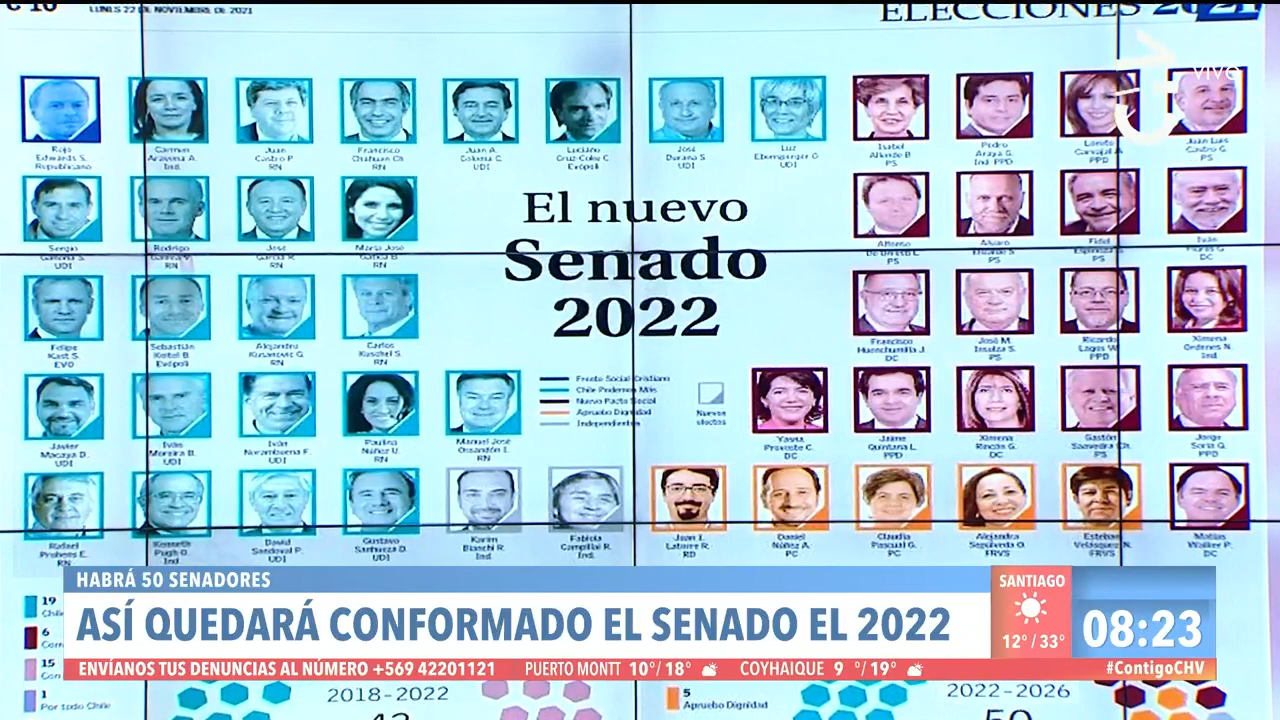 C 10 LUNES 22 DE NOVIEMBRE DE 2021 ELECCIONES 2021
vivo
Rojo Edwards S. Republicano
Carmen Aravena A. Ind.
Juan Castro P. RN
Francisco Chahuán Ch. RN
Juan A. Coloma C. UDI
Luciano Cruz-Coke C. Evópoli
José Durana S. UDI
Luz Ebensperger O. UDI
Isabel Allende B. PS
Pedro Araya G. Ind. PPD
Loreto Carvajal A. PPD
Juan Luis Castro G. PS
El nuevo
Senado
2022
Sergio Gahona S. UDI
Rodrigo Galilea V. RN
José García R. RN
María José Gatica B. RN
Alfonso De Urresti L. PS
Álvaro Elizalde S. PS
Fidel Espinoza S. PS
Iván Flores G. DC
Felipe Kast S. EVO
Sebastián Keitel B. Evópoli
Alejandro Kusanovic G. RN
Carlos Kuschel S. RN
Francisco Huenchumilla J. DC
José M. Insulza S. PS
Ricardo Lagos W. PPD
Ximena Órdenes N. Ind.
Frente Social Cristiano
Chile Podemos Más
Nuevo Pacto Social
Apruebo Dignidad
Independientes
Nuevos electos
Javier Macaya D. UDI
Iván Moreira B. UDI
Iván Norambuena F. UDI
Paulina Núñez U. RN
Manuel José Ossandón I. RN
Yasna Provoste C. DC
Jaime Quintana L. PPD
Ximena Rincón G. DC
Gastón Saavedra Ch. PS
Jorge Soria Q. PPD
Rafael Prohens E. RN
Kenneth Pugh O. Ind.
David Sandoval P. UDI
Gustavo Sanhueza D. UDI
Karim Bianchi R. Ind.
Fabiola Campillai R. Ind.
Juan I. Latorre R. RD
Daniel Núñez A. PC
Claudia Pascual G. PC
Alejandra Sepúlveda O. FRVS
Esteban Velásquez N. FRVS
Matías Walker P. DC
HABRÁ 50 SENADORES
ASÍ QUEDARÁ CONFORMADO EL SENADO EL 2022
SANTIAGO
12°/33°
08:23
ENVÍANOS TUS DENUNCIAS AL NÚMERO +569 42201121 PUERTO MONTT 10°/18° COYHAIQUE 9 °/19° #ContigoCHV
19
6
15
1 Por todo Chile
2018-2022
43
5 Apruebo Dignidad
2022-2026
50